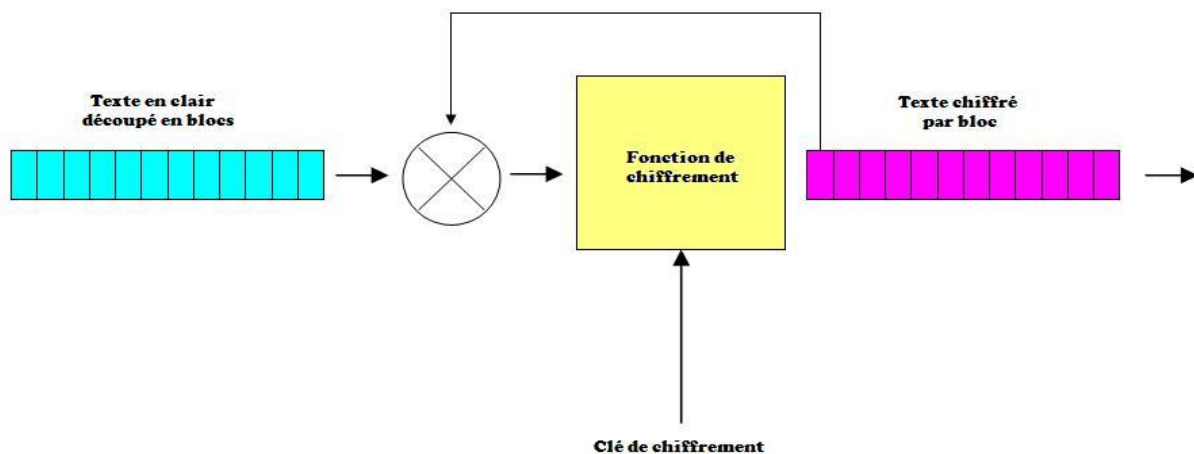 Texte en clair
découpé en blocs
Fonction de
chiffrement
Texte chiffré
par bloc
Clé de chiffrement